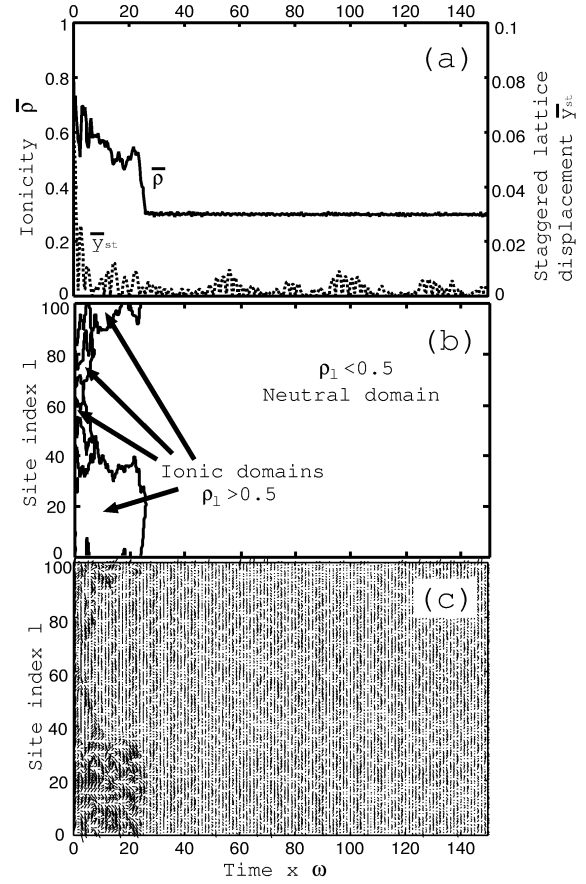 0 20 40 60 80 100 120 140
1 0.1
(a)
0.8 0.08
0.6 0.06
0.4 0.04
0.2 0.02
0 0
Ionicity ρ̅
Staggered lattice
displacement y̅st
ρ̅
y̅st
100
80
60
40
20
0
Site index l
(b)
ρl<0.5
Neutral domain
Ionic domains
ρl>0.5
100
80
60
40
20
0
Site index l
(c)
0 20 40 60 80 100 120 140
Time x ω